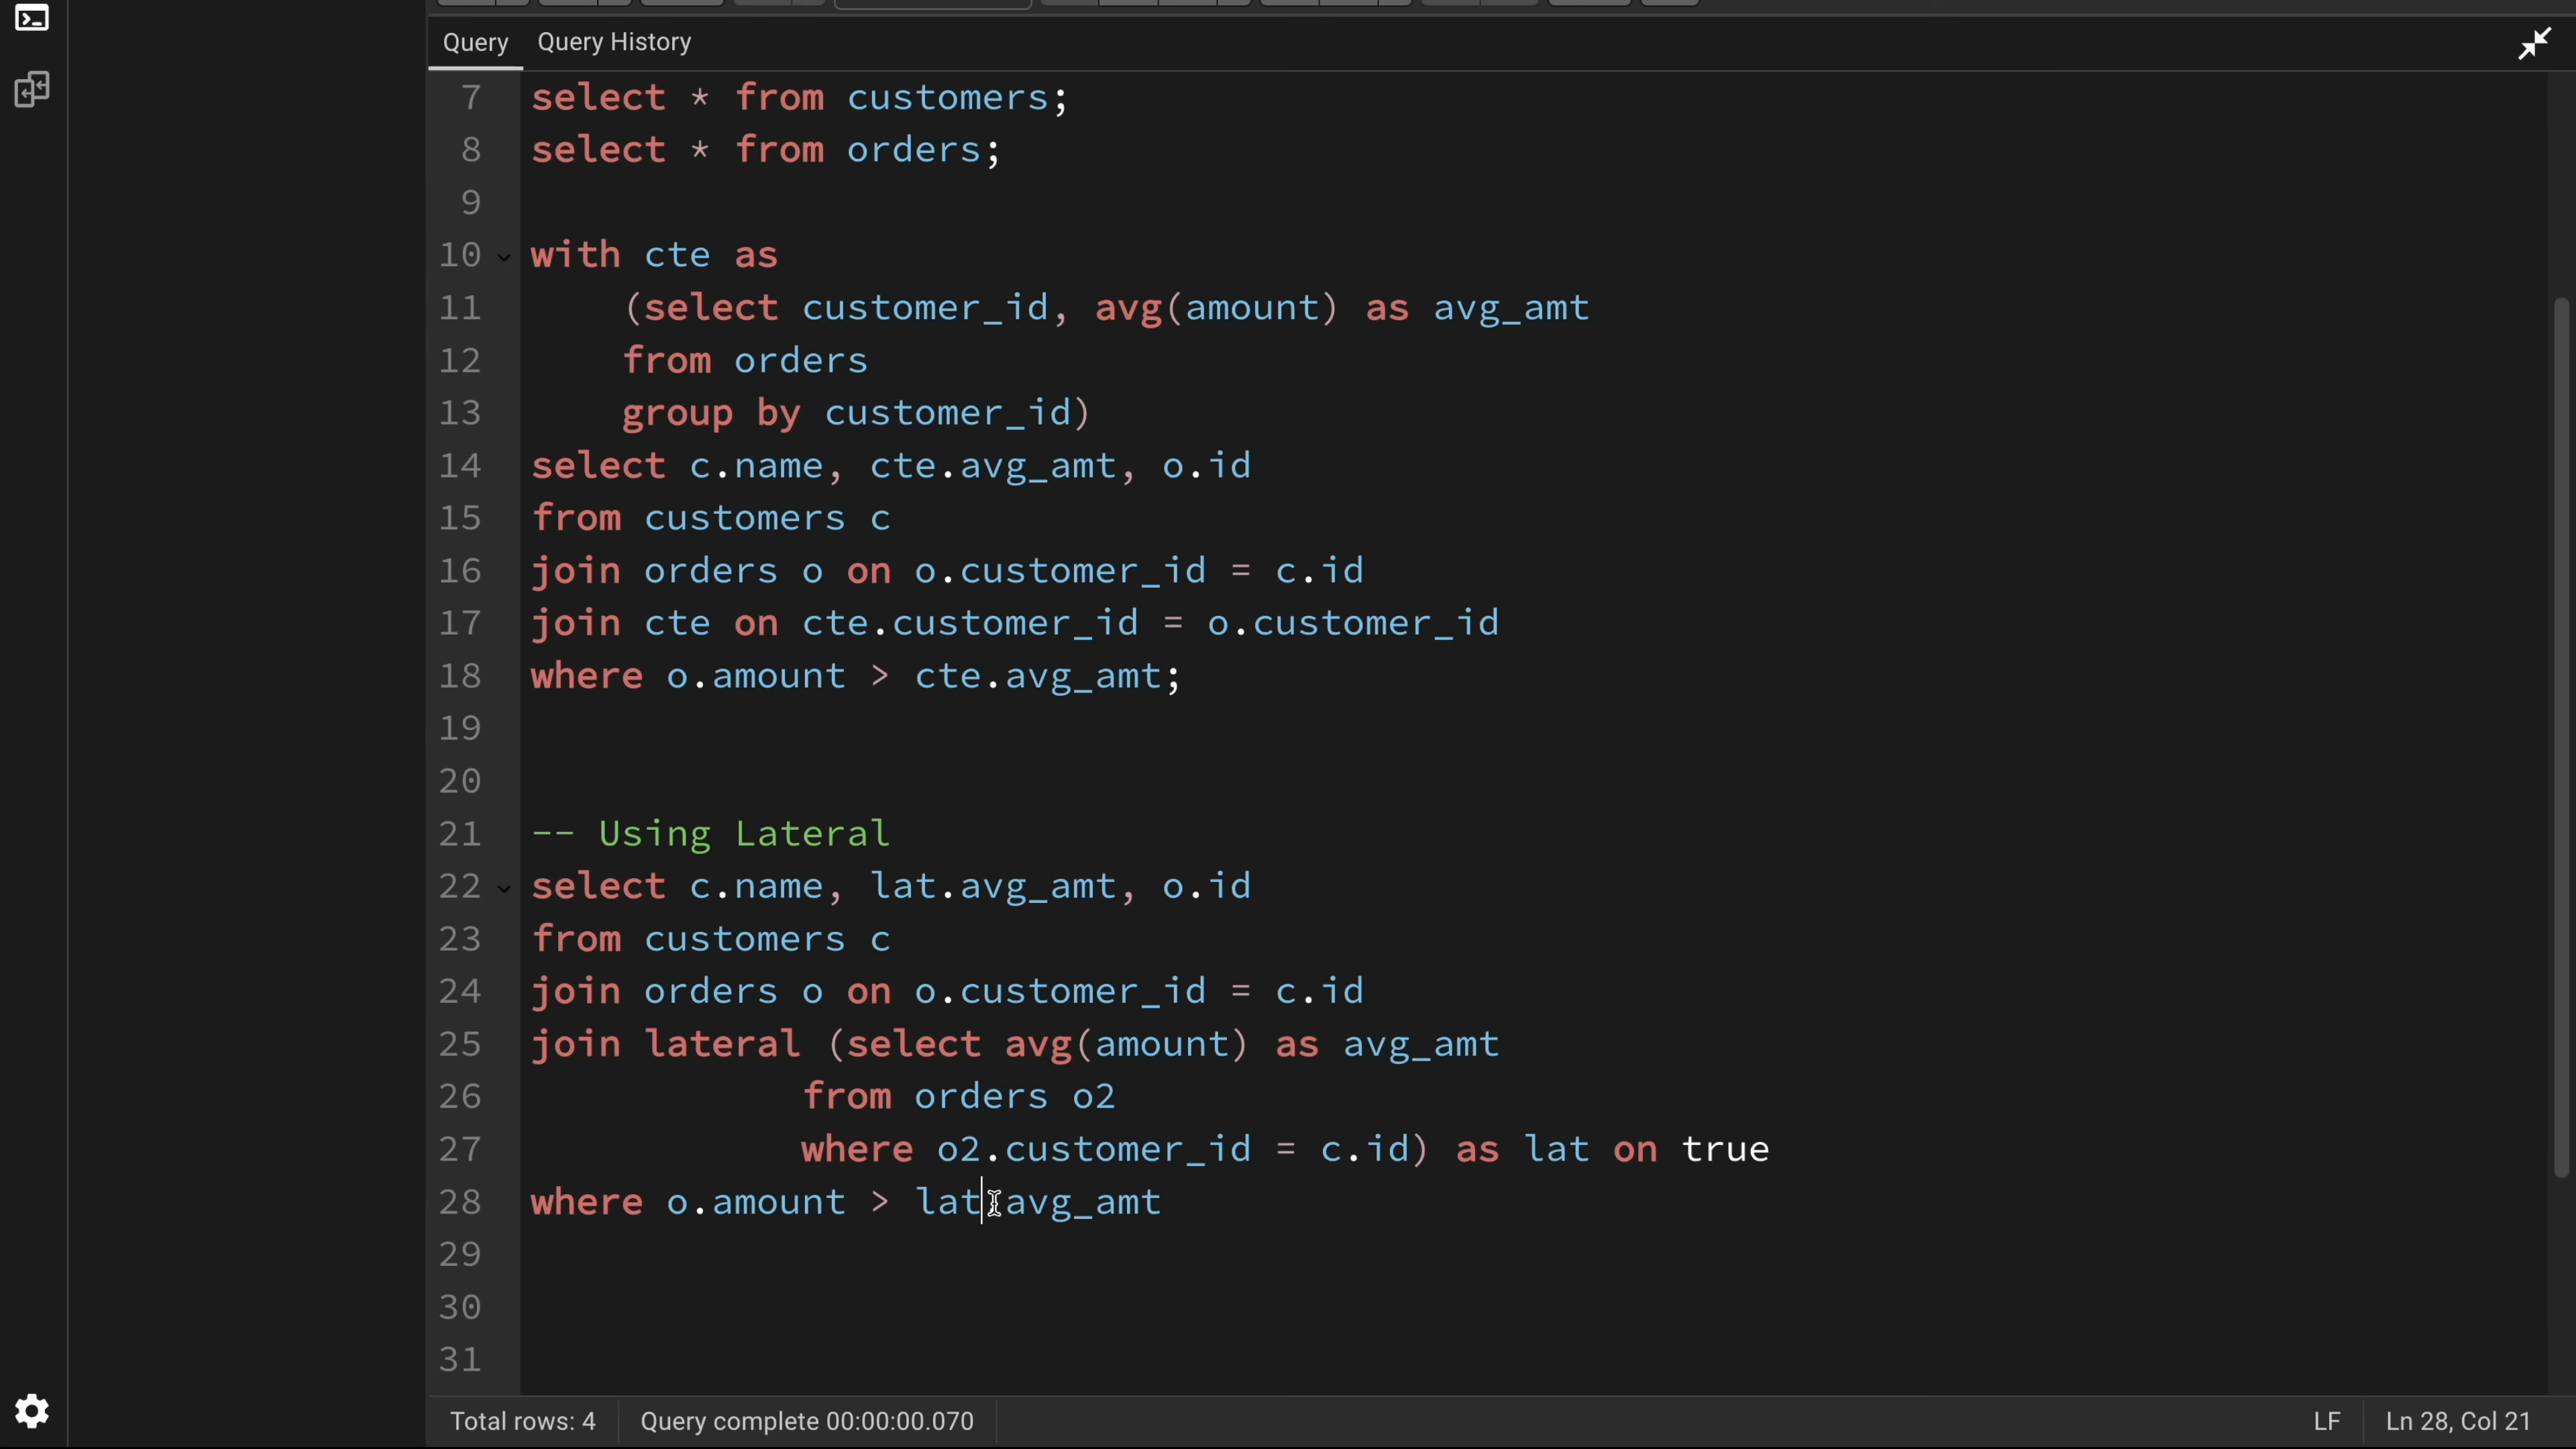 Query Query History
7 select * from customers;
8 select * from orders;
9
10 with cte as
11 (select customer_id, avg(amount) as avg_amt
12 from orders
13 group by customer_id)
14 select c.name, cte.avg_amt, o.id
15 from customers c
16 join orders o on o.customer_id = c.id
17 join cte on cte.customer_id = o.customer_id
18 where o.amount > cte.avg_amt;
19
20
21 -- Using Lateral
22 select c.name, lat.avg_amt, o.id
23 from customers c
24 join orders o on o.customer_id = c.id
25 join lateral (select avg(amount) as avg_amt
26 from orders o2
27 where o2.customer_id = c.id) as lat on true
28 where o.amount > lat.avg_amt
29
30
31
Total rows: 4 Query complete 00:00:00.070 LF Ln 28, Col 21